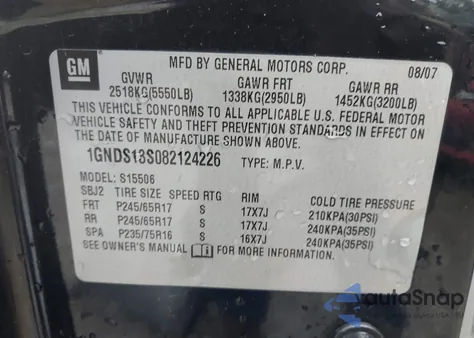 GM
MFD BY GENERAL MOTORS CORP. 08/07
GVWR GAWR FRT GAWR RR
2518KG(5550LB) 1338KG(2950LB) 1452KG(3200LB)
THIS VEHICLE CONFORMS TO ALL APPLICABLE U.S. FEDERAL MOTOR
VEHICLE SAFETY AND THEFT PREVENTION STANDARDS IN EFFECT ON
THE DATE OF MANUFACTURE SHOWN ABOVE.
1GNDS13S082124226 TYPE: M.P.V.
MODEL: S15506
SBJ2 TIRE SIZE SPEED RTG RIM COLD TIRE PRESSURE
FRT P245/65R17 S 17X7J 210KPA(30PSI)
RR P245/65R17 S 17X7J 240KPA(35PSI)
SPA P235/75R16 S 16X7J 240KPA(35PSI)
SEE OWNER'S MANUAL FOR MORE INFORMATION
autaSnap